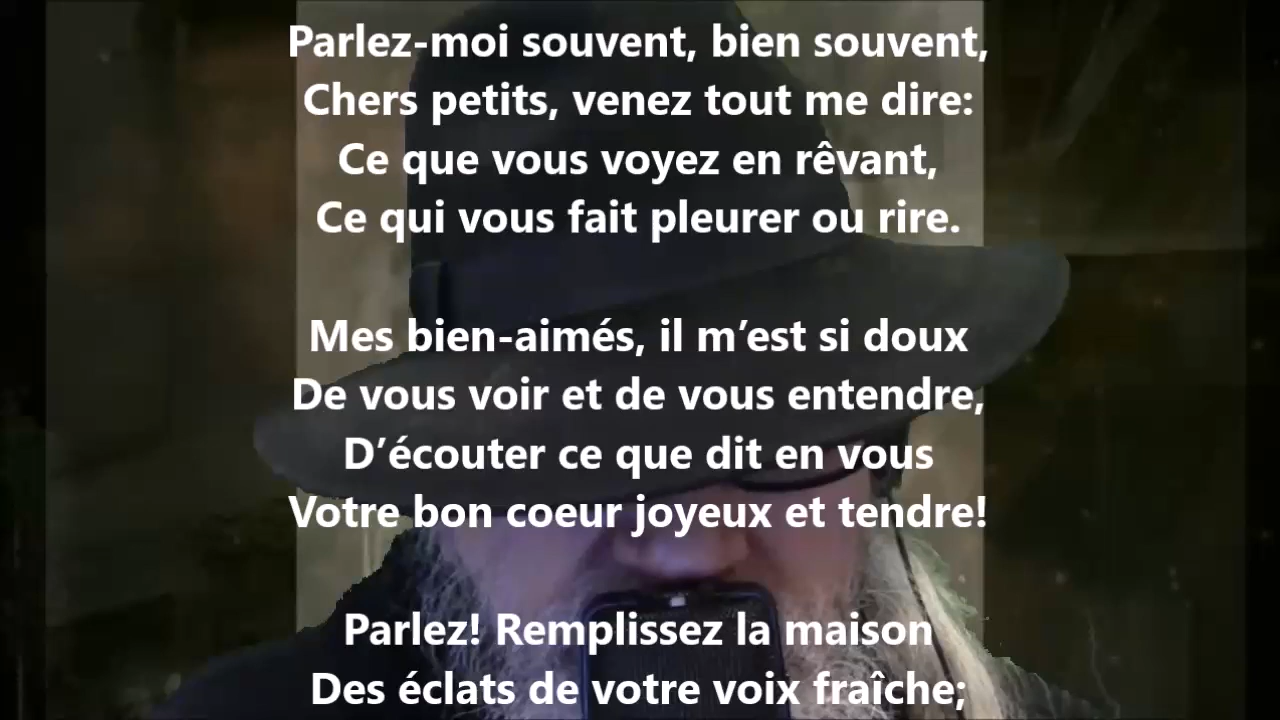 Parlez-moi souvent, bien souvent,
Chers petits, venez tout me dire:
Ce que vous voyez en rêvant,
Ce qui vous fait pleurer ou rire.
Mes bien-aimés, il m’est si doux
De vous voir et de vous entendre,
D’écouter ce que dit en vous
Votre bon coeur joyeux et tendre!
Parlez! Remplissez la maison
Des éclats de votre voix fraîche;